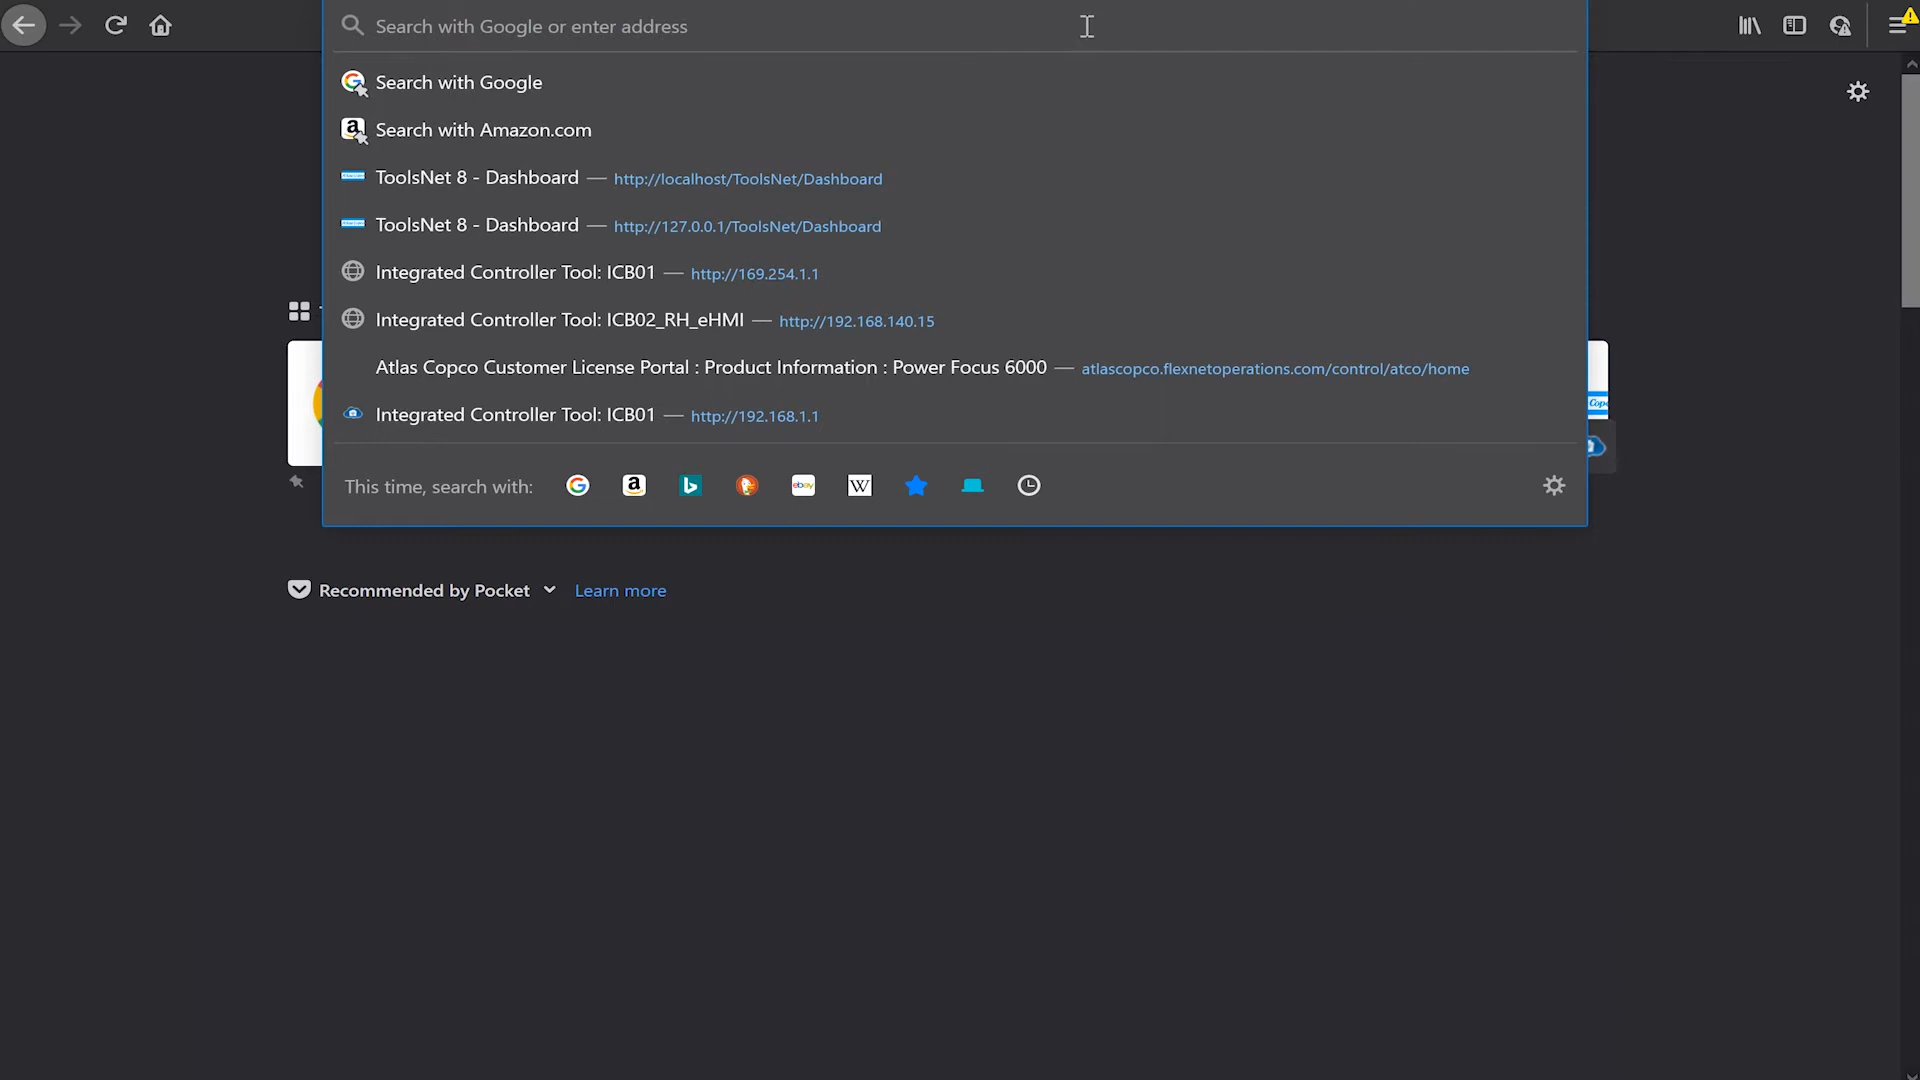 Search with Google or enter address
Search with Google
Search with Amazon.com
ToolsNet 8 - Dashboard — http://localhost/ToolsNet/Dashboard
ToolsNet 8 - Dashboard — http://127.0.0.1/ToolsNet/Dashboard
Integrated Controller Tool: ICB01 — http://169.254.1.1
Integrated Controller Tool: ICB02_RH_eHMI — http://192.168.140.15
Atlas Copco Customer License Portal : Product Information : Power Focus 6000 — atlascopco.flexnetoperations.com/control/atco/home
Integrated Controller Tool: ICB01 — http://192.168.1.1
This time, search with:
ebay
W
Recommended by Pocket Learn more